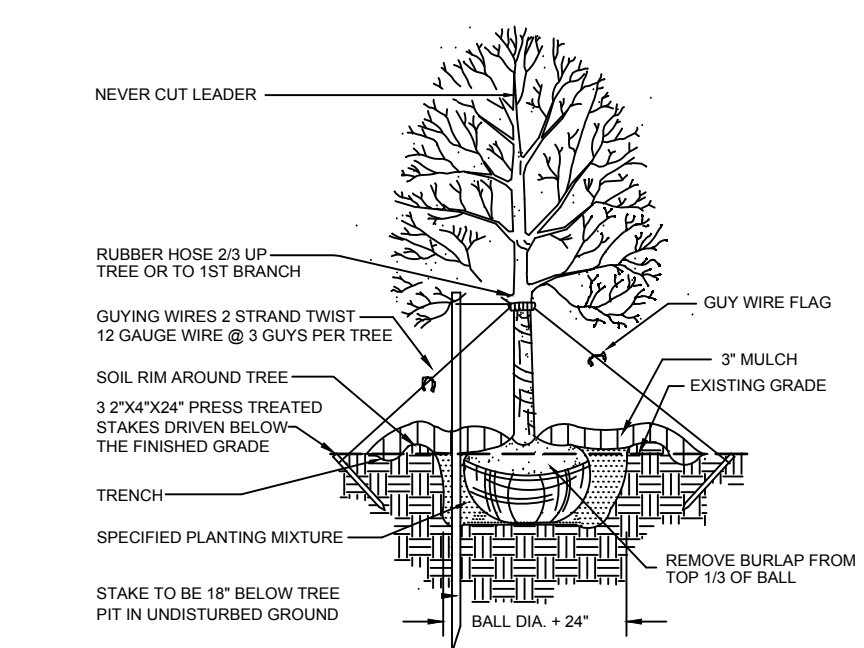 NEVER CUT LEADER
RUBBER HOSE 2/3 UP
TREE OR TO 1ST BRANCH
GUYING WIRES 2 STRAND TWIST
12 GAUGE WIRE @ 3 GUYS PER TREE
SOIL RIM AROUND TREE
3 2"X4"X24" PRESS TREATED
STAKES DRIVEN BELOW
THE FINISHED GRADE
TRENCH
SPECIFIED PLANTING MIXTURE
STAKE TO BE 18" BELOW TREE
PIT IN UNDISTURBED GROUND
GUY WIRE FLAG
3" MULCH
EXISTING GRADE
REMOVE BURLAP FROM
TOP 1/3 OF BALL
BALL DIA. + 24"